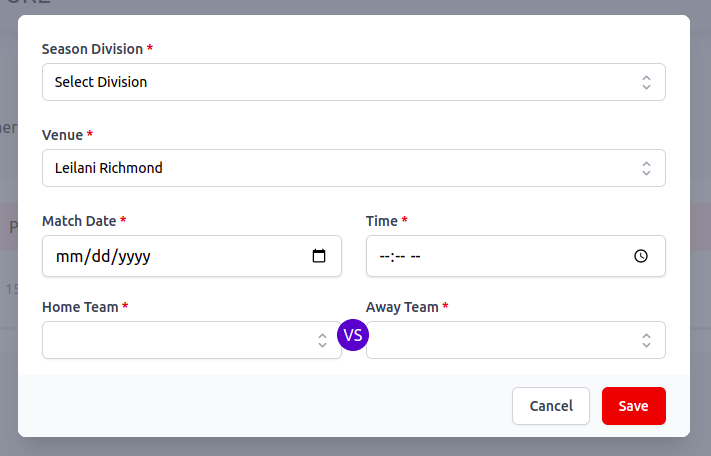 Season Division *
Select Division
Venue *
Leilani Richmond
Match Date *
Time *
mm/dd/yyyy
--:-- --
Home Team *
Away Team *
VS
Cancel
Save